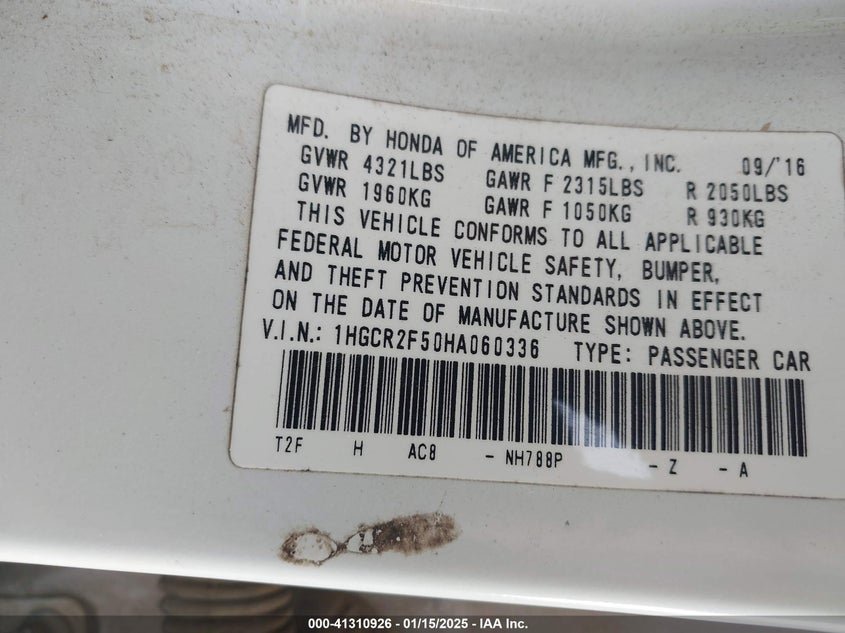 MFD. BY HONDA OF AMERICA MFG., INC. 09/'16
GVWR 4321LBS GAWR F 2315LBS R 2050LBS
GVWR 1960KG GAWR F 1050KG R 930KG
THIS VEHICLE CONFORMS TO ALL APPLICABLE
FEDERAL MOTOR VEHICLE SAFETY, BUMPER,
AND THEFT PREVENTION STANDARDS IN EFFECT
ON THE DATE OF MANUFACTURE SHOWN ABOVE.
V.I.N.: 1HGCR2F50HA060336 TYPE: PASSENGER CAR
T2F H AC8 - NH788P - Z - A
000-41310926 - 01/15/2025 - IAA Inc.